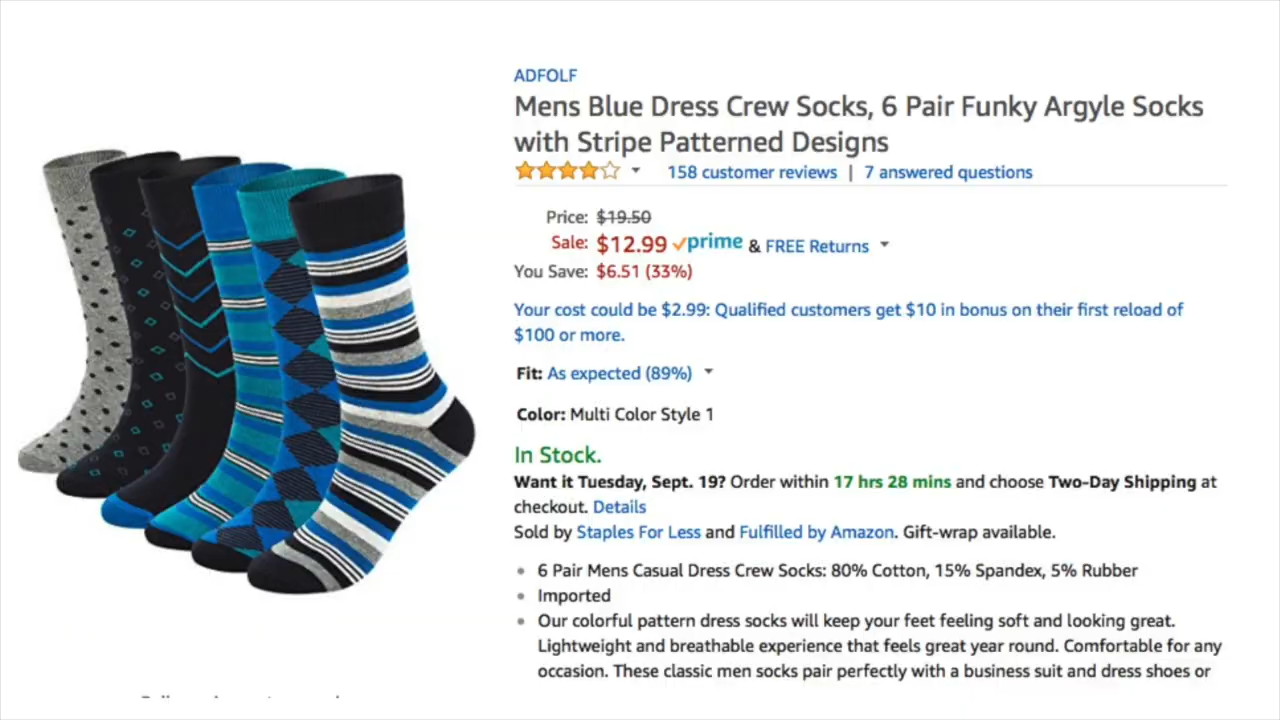 ADFOLF
Mens Blue Dress Crew Socks, 6 Pair Funky Argyle Socks
with Stripe Patterned Designs
158 customer reviews | 7 answered questions
Price: $19.50
Sale: $12.99 prime & FREE Returns
You Save: $6.51 (33%)
Your cost could be $2.99: Qualified customers get $10 in bonus on their first reload of
$100 or more.
Fit: As expected (89%)
Color: Multi Color Style 1
In Stock.
Want it Tuesday, Sept. 19? Order within 17 hrs 28 mins and choose Two-Day Shipping at
checkout. Details
Sold by Staples For Less and Fulfilled by Amazon. Gift-wrap available.
6 Pair Mens Casual Dress Crew Socks: 80% Cotton, 15% Spandex, 5% Rubber
Imported
Our colorful pattern dress socks will keep your feet feeling soft and looking great.
Lightweight and breathable experience that feels great year round. Comfortable for any
occasion. These classic men socks pair perfectly with a business suit and dress shoes or